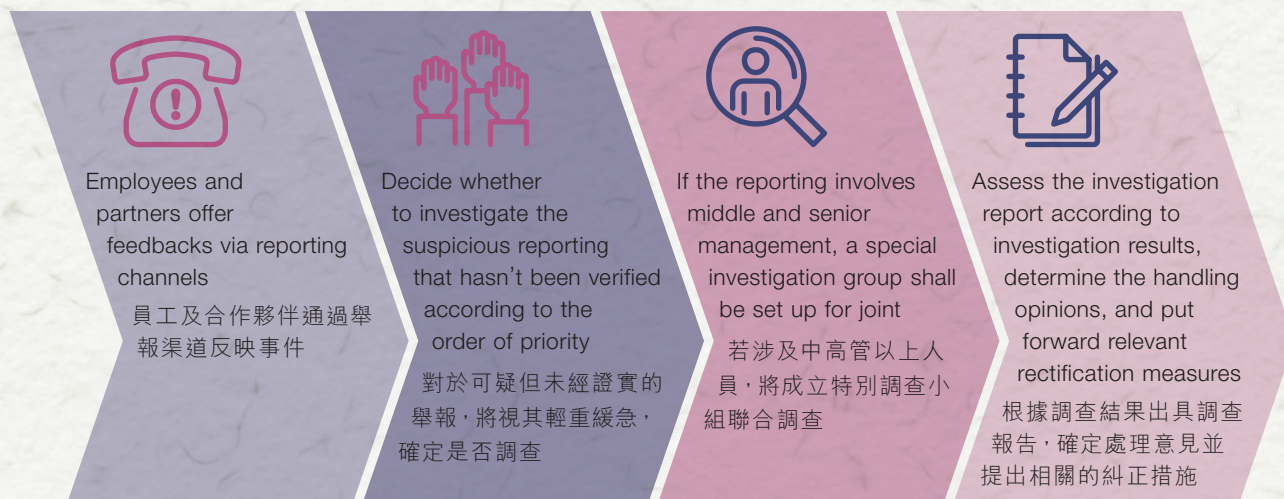 Employees and
partners offer
feedbacks via reporting
channels
員工及合作夥伴通過舉
報渠道反映事件
Decide whether
to investigate the
suspicious reporting
that hasn't been verified
according to the
order of priority
對於可疑但未經證實的
舉報，將視其輕重緩急，
確定是否調查
If the reporting involves
middle and senior
management, a special
investigation group shall
be set up for joint
若涉及中高管以上人
員，將成立特別調查小
組聯合調查
Assess the investigation
report according to
investigation results,
determine the handling
opinions, and put
forward relevant
rectification measures
根據調查結果出具調查
報告，確定處理意見並
提出相關的糾正措施